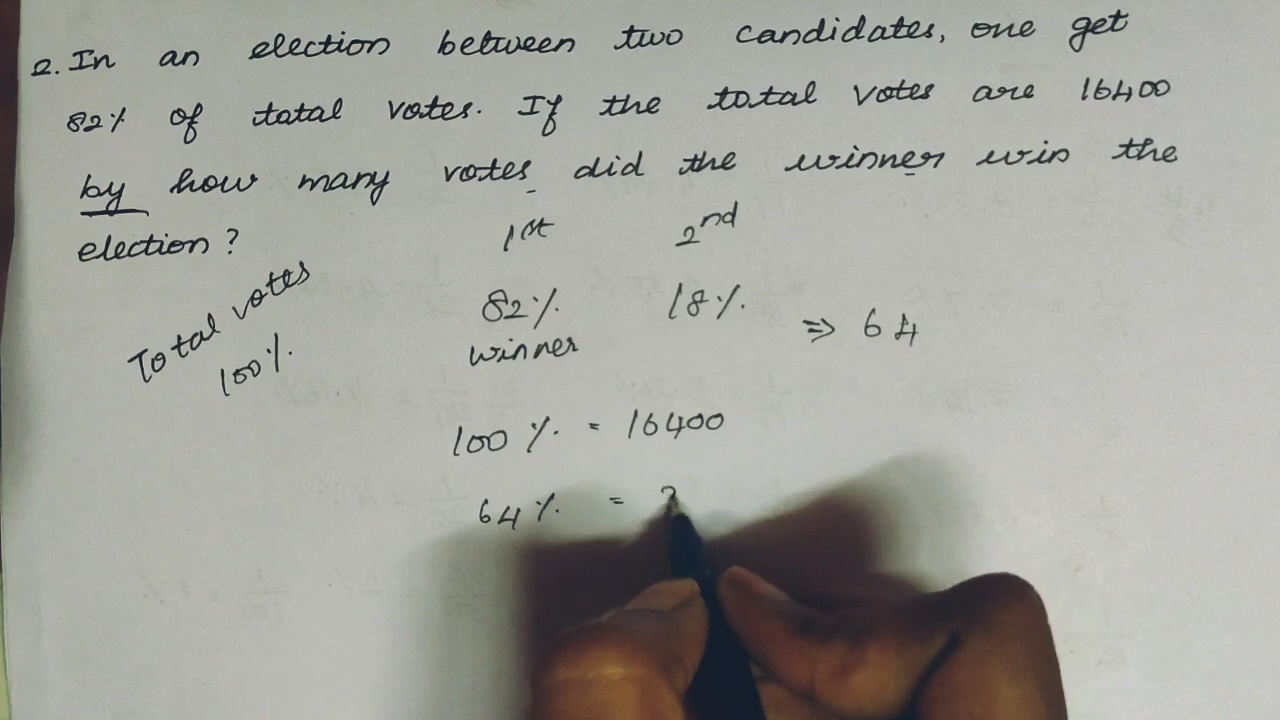 2. In an election between two candidates, one get
82% of total votes. If the total votes are 16400
by how many votes did the winner win the
election?
1st 2nd
Total votes
100%
82% 18% ⇒ 64
winner
100% = 16400
64% = ?